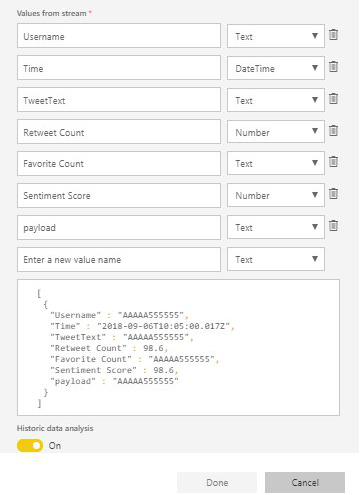 Values from stream *
Username Text
Time DateTime
TweetText Text
Retweet Count Number
Favorite Count Text
Sentiment Score Number
payload Text
Enter a new value name Text
[
{
"Username" : "AAAAA555555",
"Time" : "2018-09-06T10:05:00.017Z",
"TweetText" : "AAAAA555555",
"Retweet Count" : 98.6,
"Favorite Count" : "AAAAA555555",
"Sentiment Score" : 98.6,
"payload" : "AAAAA555555"
}
]
Historic data analysis
On
Done Cancel